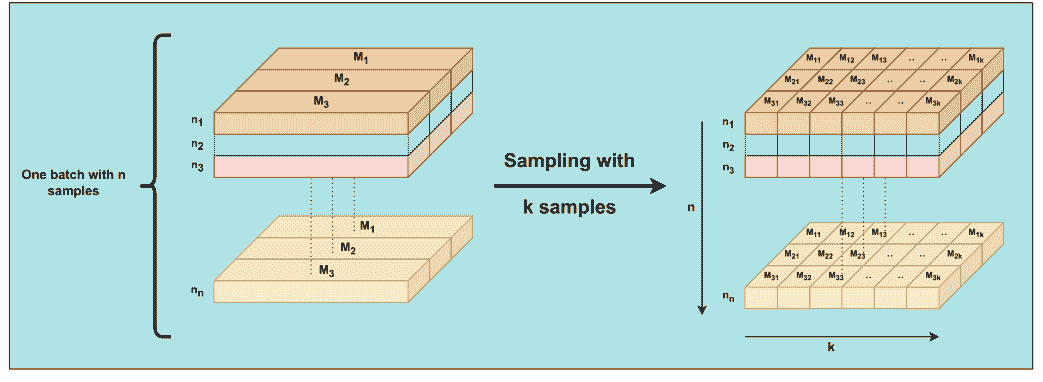 One batch with n
samples
M1
M2
M3
n1
n2
n3
M1
M2
M3
nn
Sampling with
k samples
M11 M12 M13 .. .. M1k
M21 M22 M23 .. .. M2k
M31 M32 M33 .. .. M3k
n1
n2
n3
n
M11 M12 M13 .. .. M1k
M21 M22 M23 .. .. M2k
M31 M32 M33 .. .. M3k
nn
k